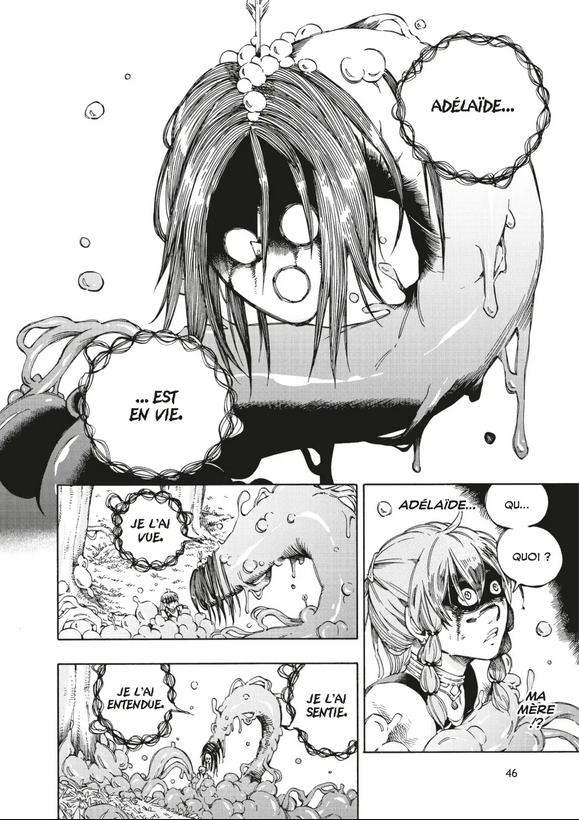 ADÉLAÏDE...
... EST
EN VIE.
JE L'AI
VUE.
ADÉLAÏDE...
QU...
QUOI ?
MA
MÈRE
!?
JE L'AI
ENTENDUE.
JE L'AI
SENTIE.
46